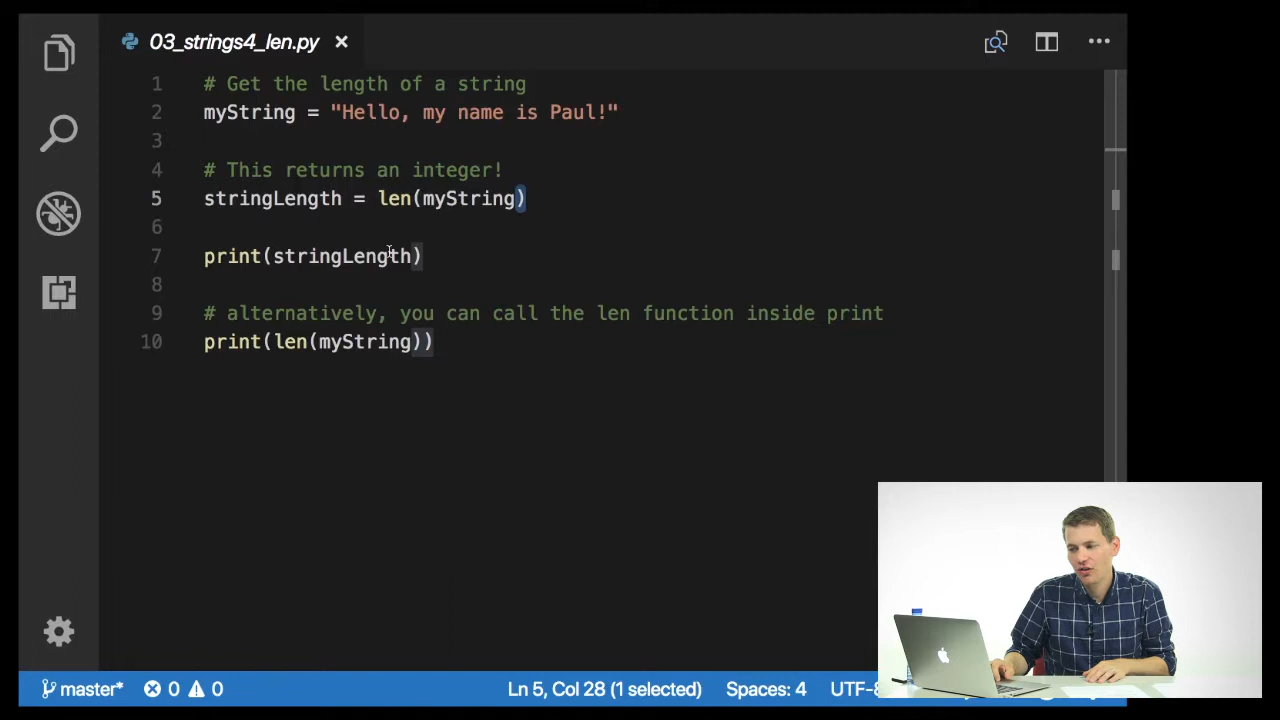 03_strings4_len.py
1 # Get the length of a string
2 myString = "Hello, my name is Paul!"
3
4 # This returns an integer!
5 stringLength = len(myString)
6
7 print(stringLength)
8
9 # alternatively, you can call the len function inside print
10 print(len(myString))
master* 0 0 Ln 5, Col 28 (1 selected) Spaces: 4